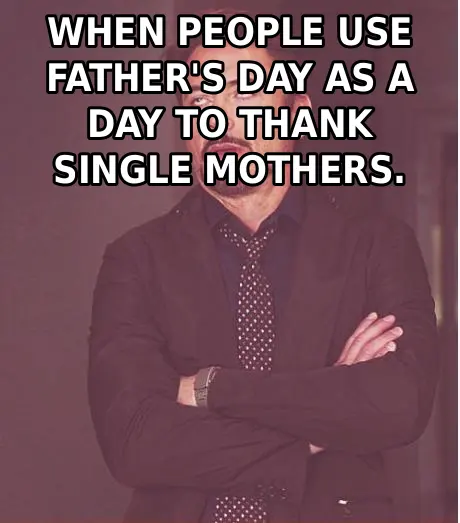 WHEN PEOPLE USE
FATHER'S DAY AS A
DAY TO THANK
SINGLE MOTHERS.